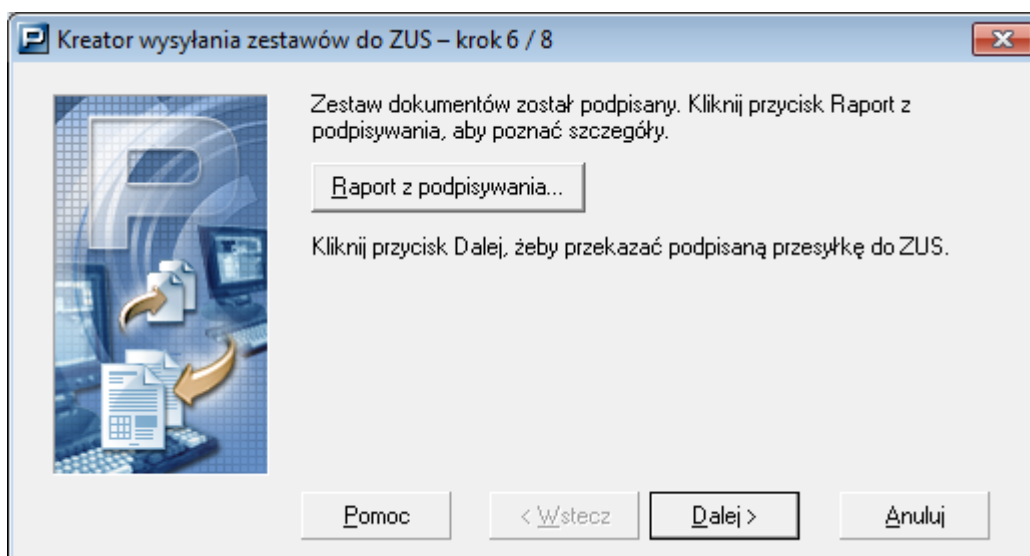 Kreator wysyłania zestawów do ZUS – krok 6 / 8
Zestaw dokumentów został podpisany. Kliknij przycisk Raport z
podpisywania, aby poznać szczegóły.
Raport z podpisywania...
Kliknij przycisk Dalej, żeby przekazać podpisaną przesyłkę do ZUS.
Pomoc
< Wstecz
Dalej >
Anuluj